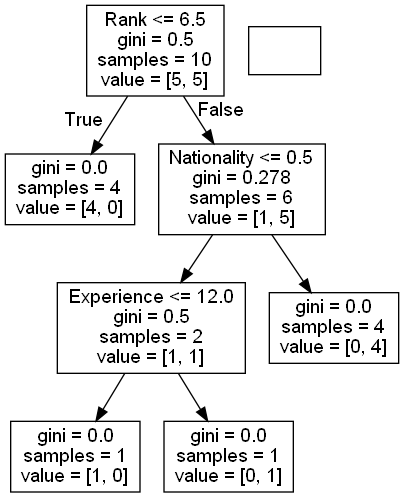 Rank <= 6.5
gini = 0.5
samples = 10
value = [5, 5]
True
False
gini = 0.0
samples = 4
value = [4, 0]
Nationality <= 0.5
gini = 0.278
samples = 6
value = [1, 5]
Experience <= 12.0
gini = 0.5
samples = 2
value = [1, 1]
gini = 0.0
samples = 4
value = [0, 4]
gini = 0.0
samples = 1
value = [1, 0]
gini = 0.0
samples = 1
value = [0, 1]